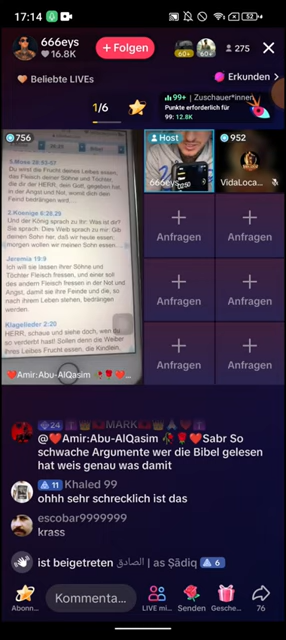 17:14
52
666eys
16.8K
+ Folgen
60+
60+
275
Beliebte LIVEs
Erkunden >
1/6
99+ | Zuschauer*innen
Punkte erforderlich für
99: 12.8K
756
5.Mose 28:53-57
Du wirst die Frucht deines Leibes essen,
das Fleisch deiner Söhne und Töchter,
die dir der HERR, dein Gott, gegeben hat,
in der Angst und Not, womit dich dein
Feind bedrängen wird
2.Koenige 6:28.29
Und der König sprach zu ihr: Was ist dir?
Sie sprach: Dies Weib sprach zu mir: Gib
deinen Sohn her, daß wir heute essen;
morgen wollen wir meinen Sohn essen.
Jeremia 19:9
Ich will sie lassen ihrer Söhne und
Töchter Fleisch fressen, und einer soll
des andern Fleisch fressen in der Not und
Angst, damit sie ihre Feinde und die, so
nach ihrem Leben stehen, bedrängen
werden.
Klagelieder 2:20
HERR, schaue und siehe doch, wen du
so verderbt hast! Sollen denn die Weiber
ihres Leibes Frucht essen, die Kindlein,
Amir:Abu-AlQasim
Host
666eys
952
VidaLoca...
Anfragen
Anfragen
Anfragen
Anfragen
Anfragen
Anfragen
24
MARK
@Amir:Abu-AlQasim Sabr So
schwache Argumente wer die Bibel gelesen
hat weis genau was damit
11 Khaled 99
ohhh sehr schrecklich ist das
escobar9999999
krass
ist beigetreten الصادق | as Ṣādiq 6
Abonn...
Kommenta...
LIVE mi...
Senden
Gesche...
76